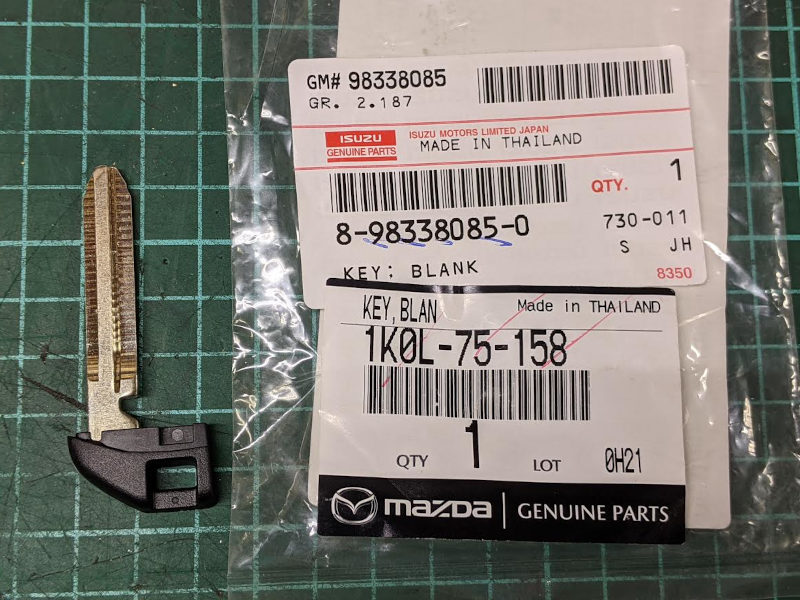 GM# 98338085
GR. 2.187
ISUZU
GENUINE PARTS
ISUZU MOTORS LIMITED JAPAN
MADE IN THAILAND
QTY. 1
8-98338085-0
730-011
S JH
KEY; BLANK
8350
KEY, BLAN
Made in THAILAND
1K0L-75-158
QTY 1
LOT 0H21
mazda
GENUINE PARTS